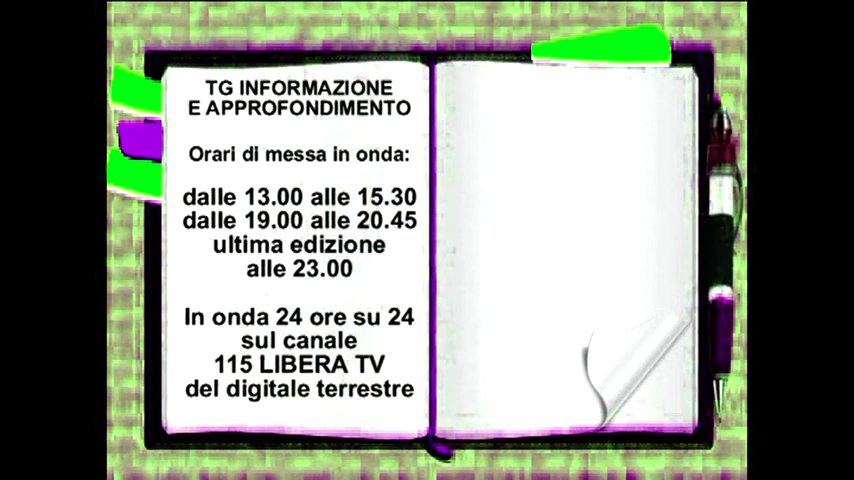 TG INFORMAZIONE
E APPROFONDIMENTO
Orari di messa in onda:
dalle 13.00 alle 15.30
dalle 19.00 alle 20.45
ultima edizione
alle 23.00
In onda 24 ore su 24
sul canale
115 LIBERA TV
del digitale terrestre